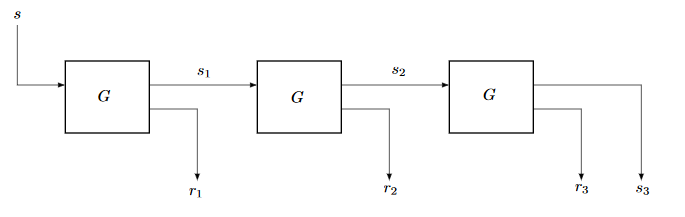 s
s₁ s₂
G G G
r₁ r₂ r₃ s₃